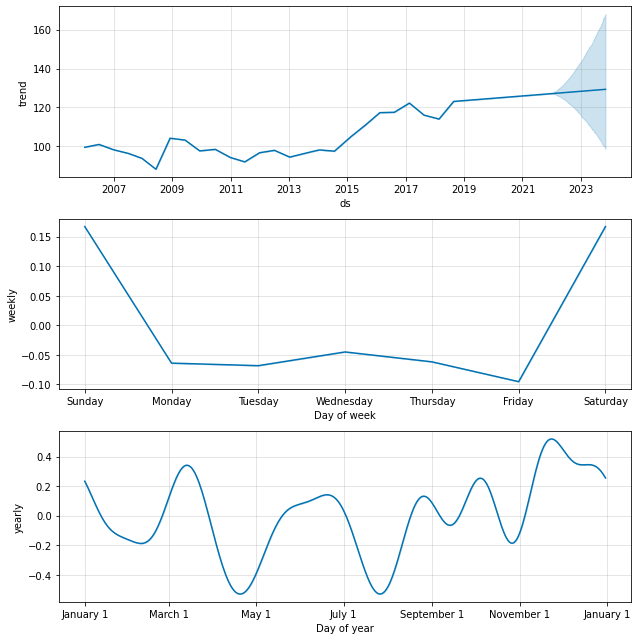 160
140
120
100
trend
2007 2009 2011 2013 2015 2017 2019 2021 2023
ds
0.15
0.10
0.05
0.00
−0.05
−0.10
weekly
Sunday Monday Tuesday Wednesday Thursday Friday Saturday
Day of week
0.4
0.2
0.0
−0.2
−0.4
yearly
January 1 March 1 May 1 July 1 September 1 November 1 January 1
Day of year